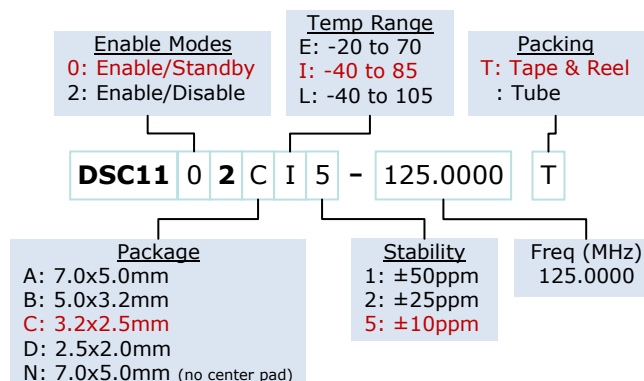 Enable Modes
0: Enable/Standby
2: Enable/Disable
Temp Range
E: -20 to 70
I: -40 to 85
L: -40 to 105
Packing
T: Tape & Reel
: Tube
DSC11 0 2 C I 5 - 125.0000 T
Package
A: 7.0x5.0mm
B: 5.0x3.2mm
C: 3.2x2.5mm
D: 2.5x2.0mm
N: 7.0x5.0mm (no center pad)
Stability
1: ±50ppm
2: ±25ppm
5: ±10ppm
Freq (MHz)
125.0000